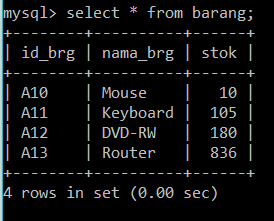 mysql> select * from barang;
+--------+----------+------+
| id_brg | nama_brg | stok |
+--------+----------+------+
| A10    | Mouse    |   10 |
| A11    | Keyboard |  105 |
| A12    | DVD-RW   |  180 |
| A13    | Router   |  836 |
+--------+----------+------+
4 rows in set (0.00 sec)